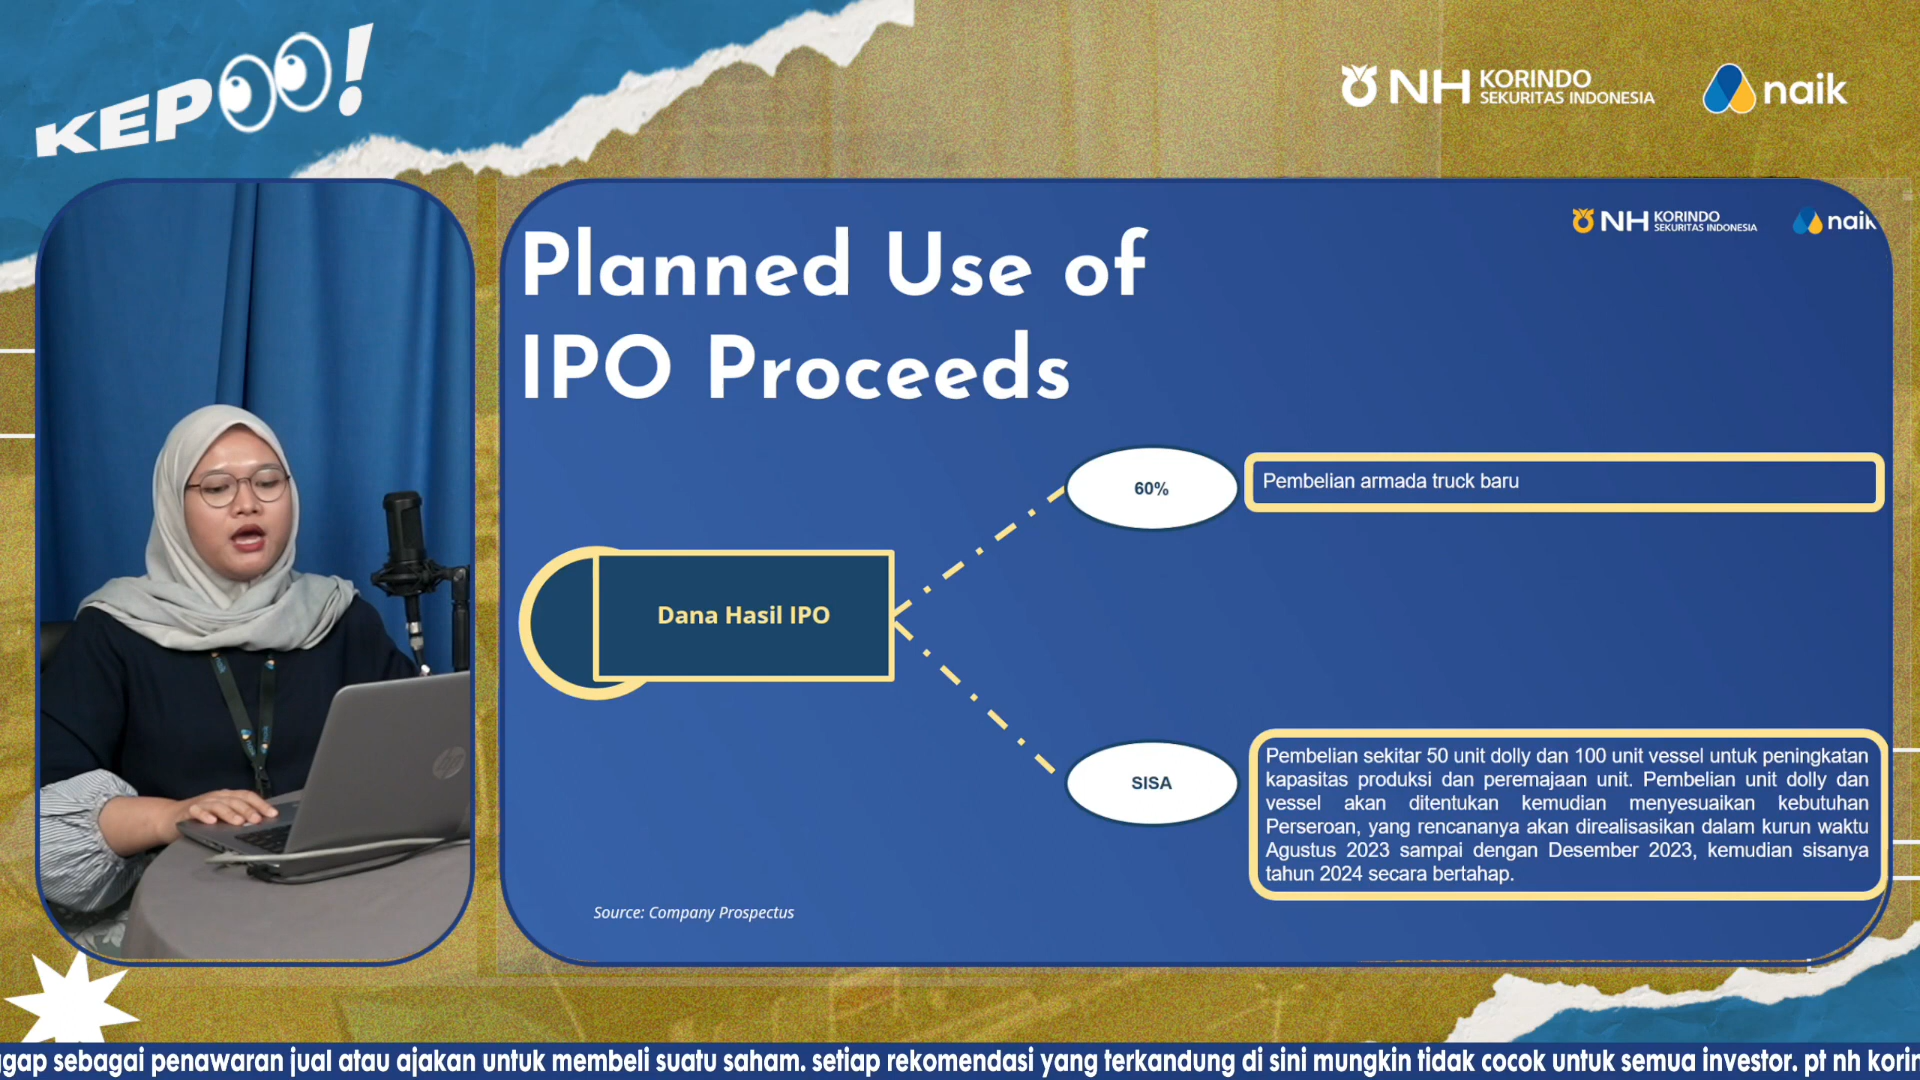 KEPOO!
NH KORINDO
SEKURITAS INDONESIA
naik
NH KORINDO
SEKURITAS INDONESIA
naik
Planned Use of
IPO Proceeds
60%
Pembelian armada truck baru
Dana Hasil IPO
SISA
Pembelian sekitar 50 unit dolly dan 100 unit vessel untuk peningkatan
kapasitas produksi dan peremajaan unit. Pembelian unit dolly dan
vessel akan ditentukan kemudian menyesuaikan kebutuhan
Perseroan, yang rencananya akan direalisasikan dalam kurun waktu
Agustus 2023 sampai dengan Desember 2023, kemudian sisanya
tahun 2024 secara bertahap.
Source: Company Prospectus
hp
sebagai penawaran jual atau ajakan untuk membeli suatu saham. setiap rekomendasi yang terkandung di sini mungkin tidak cocok untuk semua investor. pt nh